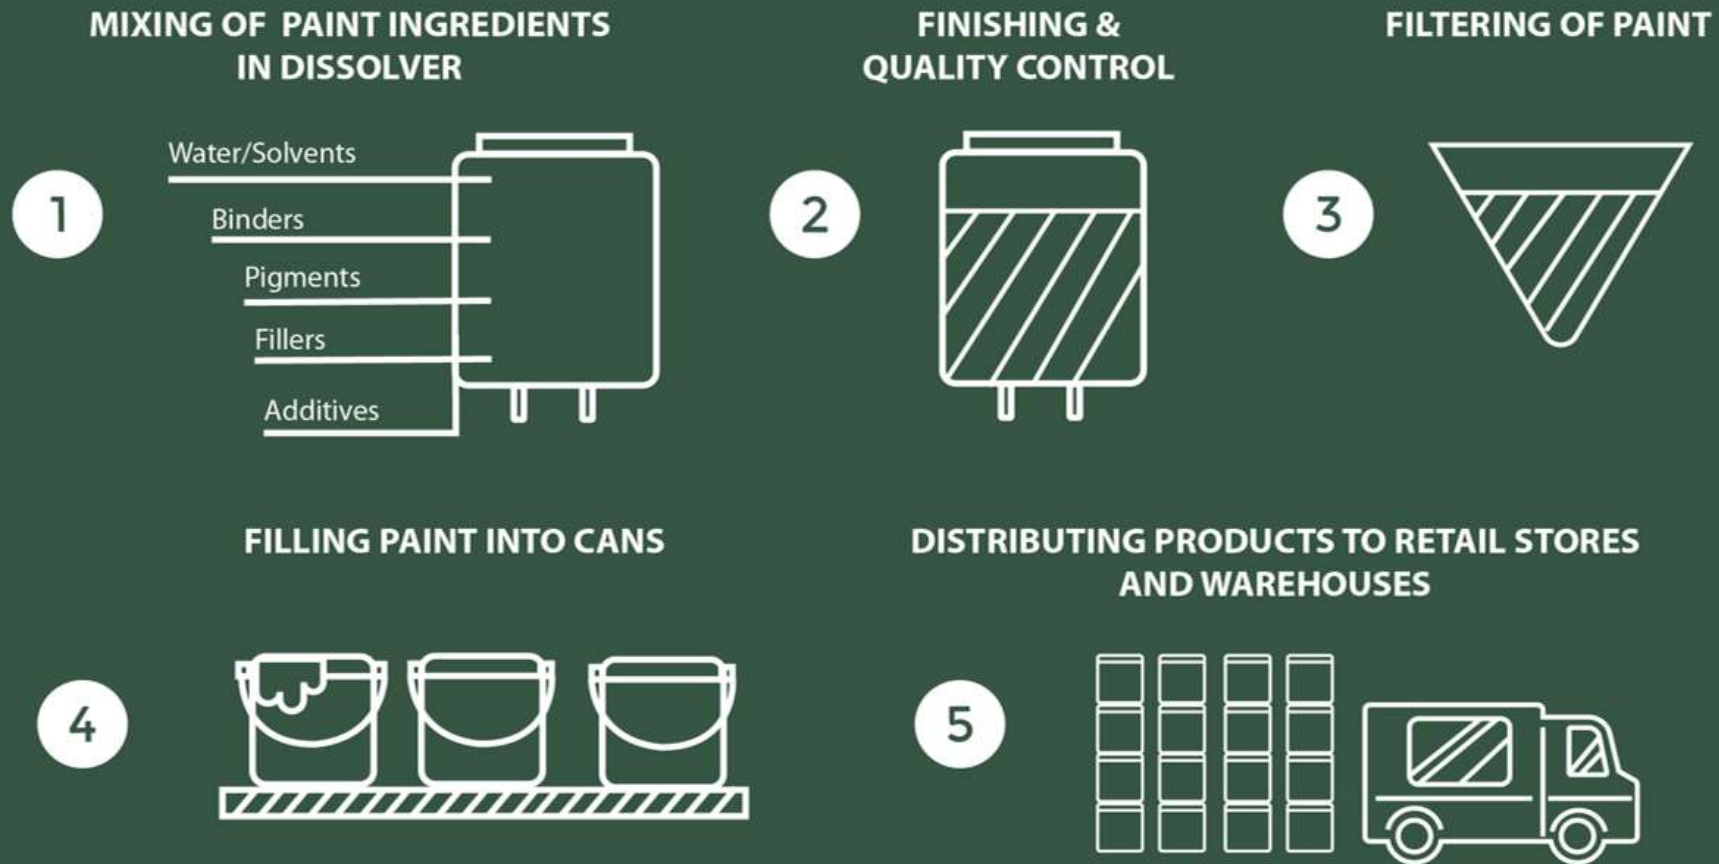 MIXING OF PAINT INGREDIENTS
IN DISSOLVER
1
Water/Solvents
Binders
Pigments
Fillers
Additives
FINISHING &
QUALITY CONTROL
2
FILTERING OF PAINT
3
FILLING PAINT INTO CANS
4
DISTRIBUTING PRODUCTS TO RETAIL STORES
AND WAREHOUSES
5